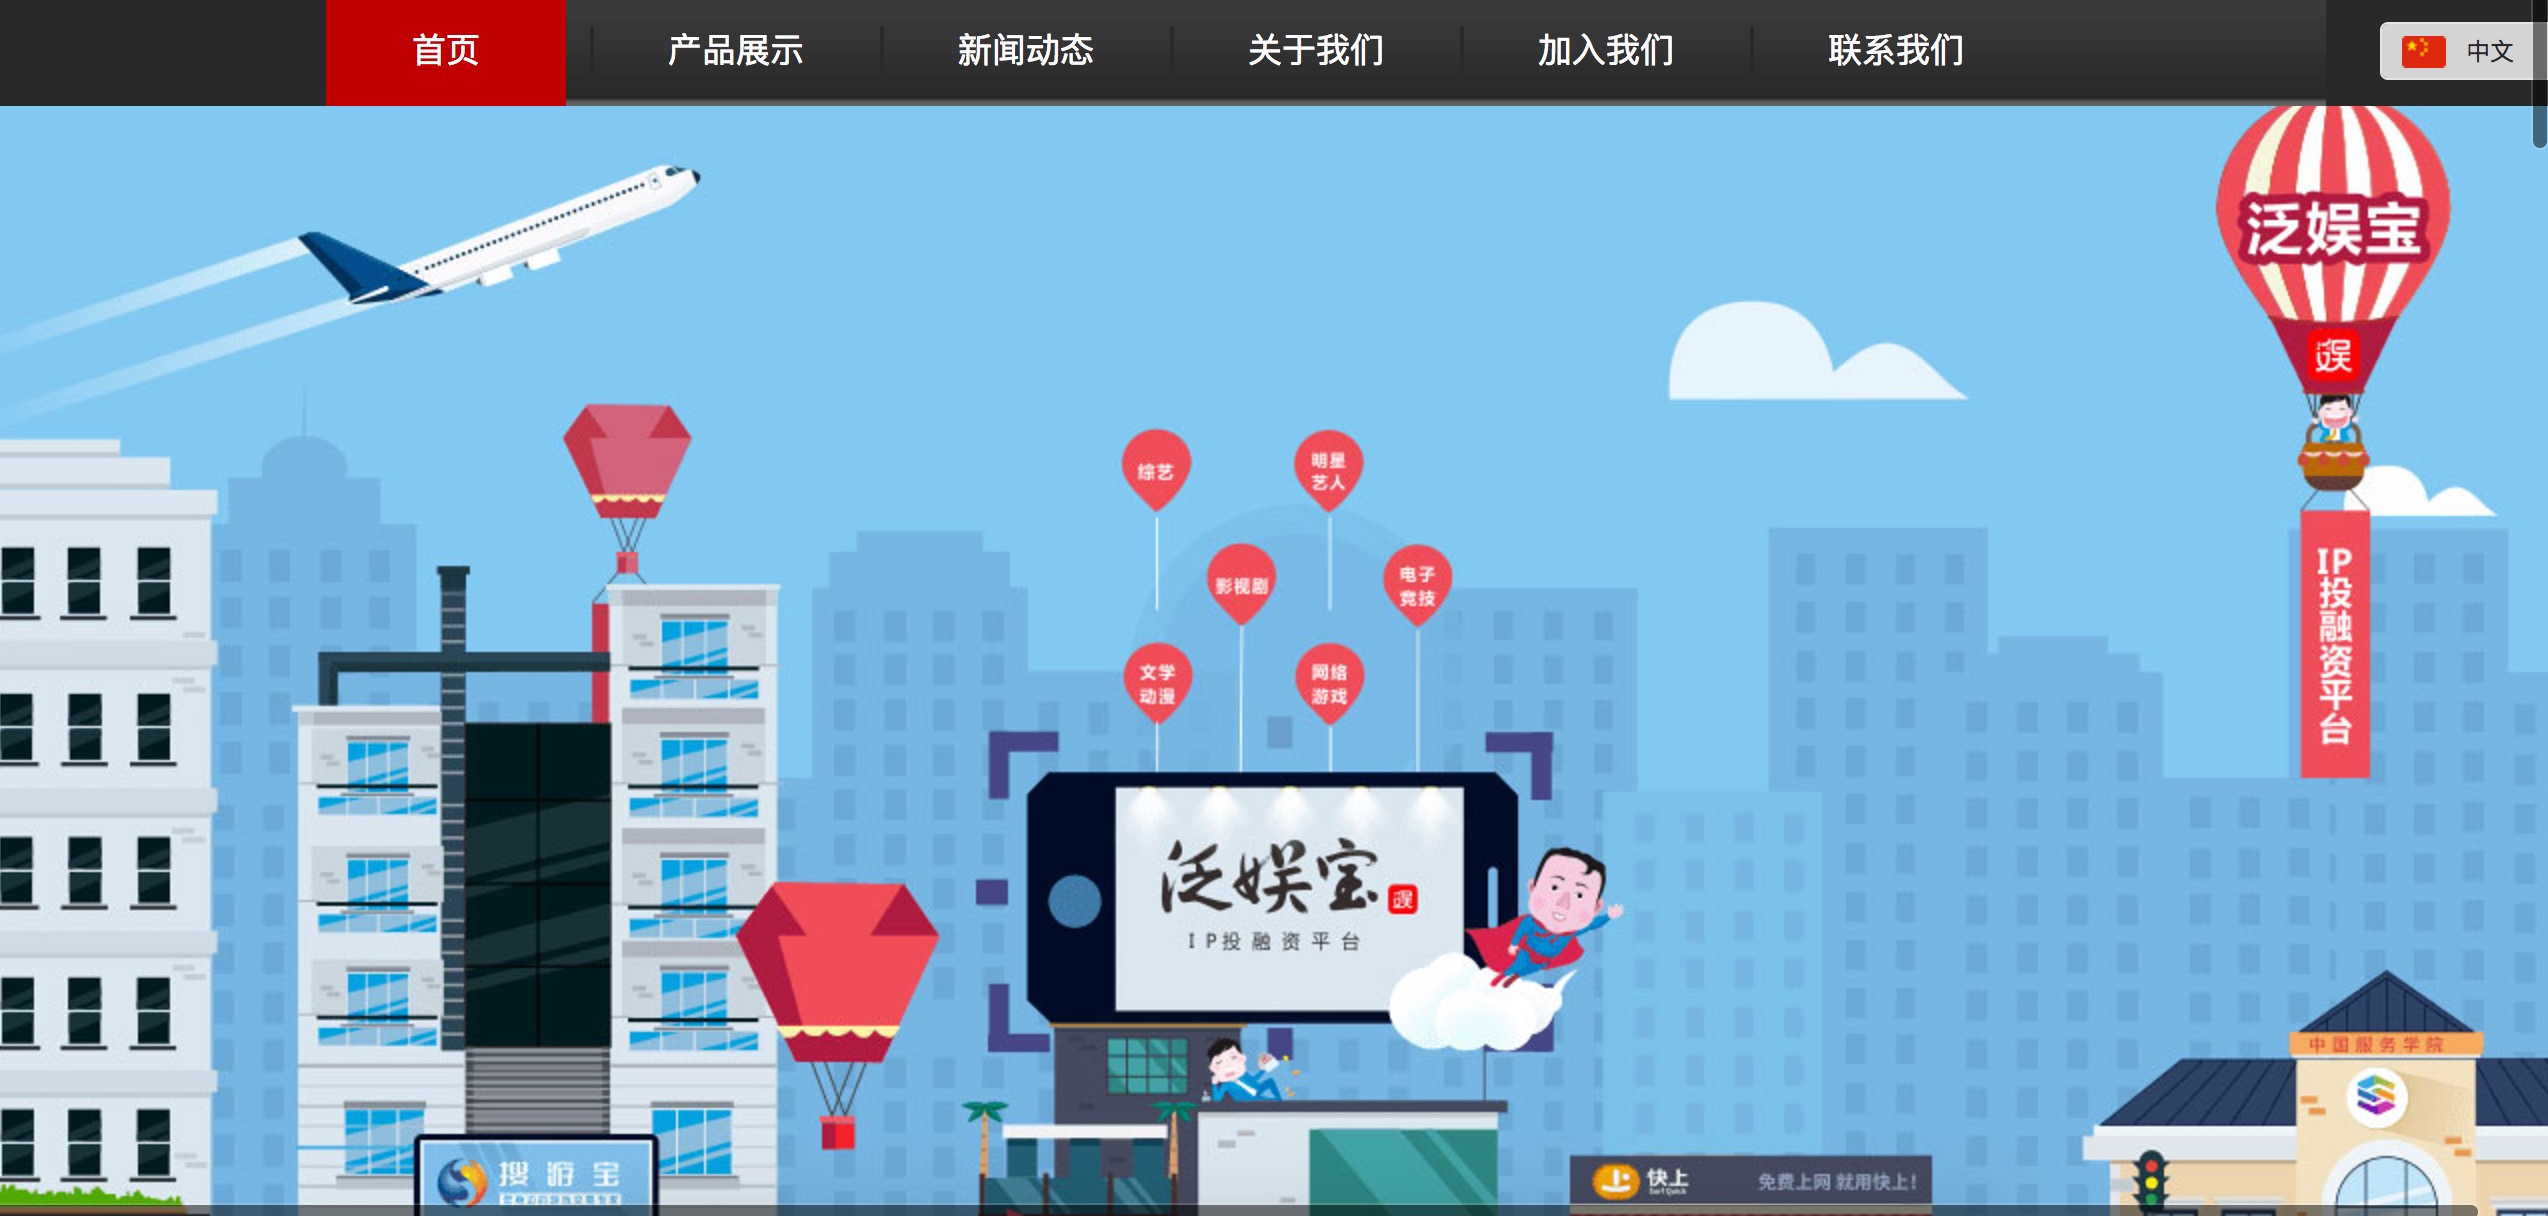 首页
产品展示
新闻动态
关于我们
加入我们
联系我们
中文
泛娱宝
娱
IP投融资平台
综艺
明星
艺人
影视剧
电子
竞技
文学
动漫
网络
游戏
泛娱宝
娱
IP投融资平台
中国服务学院
搜游宝
快上
Surf Quick
免费上网 就用快上!